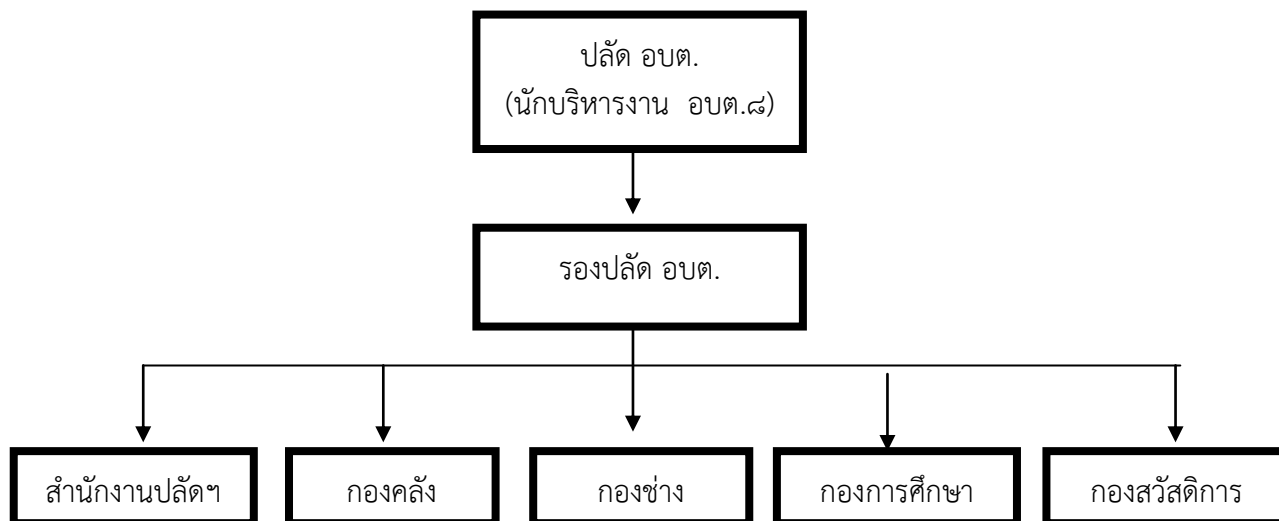 ปลัด อบต.
(นักบริหารงาน อบต.๘)
รองปลัด อบต.
สำนักงานปลัดฯ
กองคลัง
กองช่าง
กองการศึกษา
กองสวัสดิการ